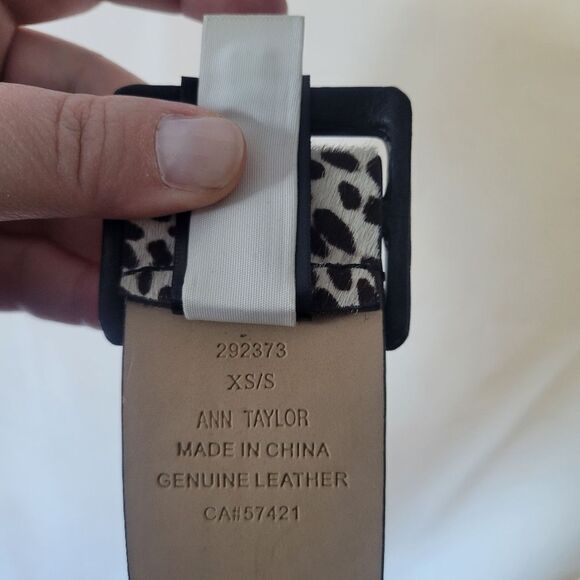 292373
XS/S
ANN TAYLOR
MADE IN CHINA
GENUINE LEATHER
CA#57421